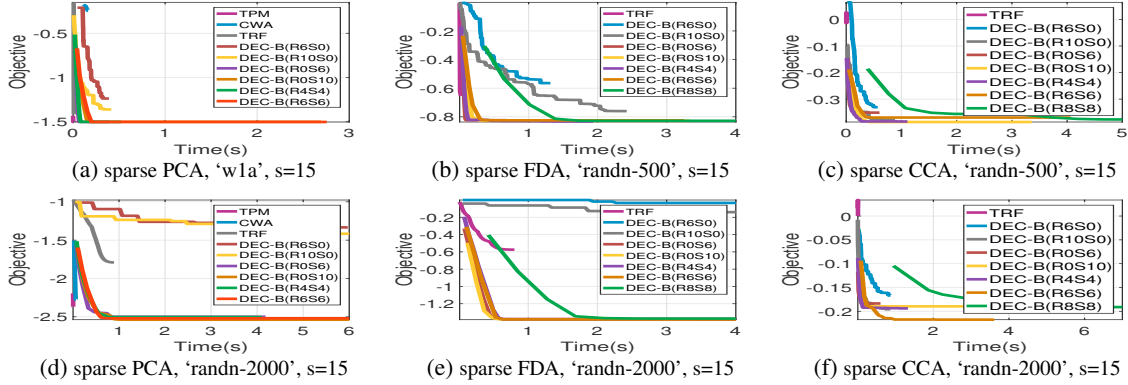 -0.5
-1
-1.5
Objective
0
1
2
3
Time(s)
TPM
CWA
TRF
DEC-B(R6S0)
DEC-B(R10S0)
DEC-B(R0S6)
DEC-B(R0S10)
DEC-B(R4S4)
DEC-B(R6S6)
(a) sparse PCA, ‘w1a’, s=15
-0.2
-0.4
-0.6
-0.8
Objective
0
1
2
3
4
Time(s)
TRF
DEC-B(R6S0)
DEC-B(R10S0)
DEC-B(R0S6)
DEC-B(R0S10)
DEC-B(R4S4)
DEC-B(R6S6)
DEC-B(R8S8)
(b) sparse FDA, ‘randn-500’, s=15
0
-0.1
-0.2
-0.3
Objective
0
1
2
3
4
5
Time(s)
TRF
DEC-B(R6S0)
DEC-B(R10S0)
DEC-B(R0S6)
DEC-B(R0S10)
DEC-B(R4S4)
DEC-B(R6S6)
DEC-B(R8S8)
(c) sparse CCA, ‘randn-500’, s=15
-1
-1.5
-2
-2.5
Objective
0
1
2
3
4
5
6
Time(s)
TPM
CWA
TRF
DEC-B(R6S0)
DEC-B(R10S0)
DEC-B(R0S6)
DEC-B(R0S10)
DEC-B(R4S4)
DEC-B(R6S6)
(d) sparse PCA, ‘randn-2000’, s=15
-0.2
-0.4
-0.6
-0.8
-1
-1.2
Objective
0
1
2
3
4
Time(s)
TRF
DEC-B(R6S0)
DEC-B(R10S0)
DEC-B(R0S6)
DEC-B(R0S10)
DEC-B(R4S4)
DEC-B(R6S6)
DEC-B(R8S8)
(e) sparse FDA, ‘randn-2000’, s=15
0
-0.05
-0.1
-0.15
-0.2
Objective
2
4
6
Time(s)
TRF
DEC-B(R6S0)
DEC-B(R10S0)
DEC-B(R0S6)
DEC-B(R0S10)
DEC-B(R4S4)
DEC-B(R6S6)
DEC-B(R8S8)
(f) sparse CCA, ‘randn-2000’, s=15